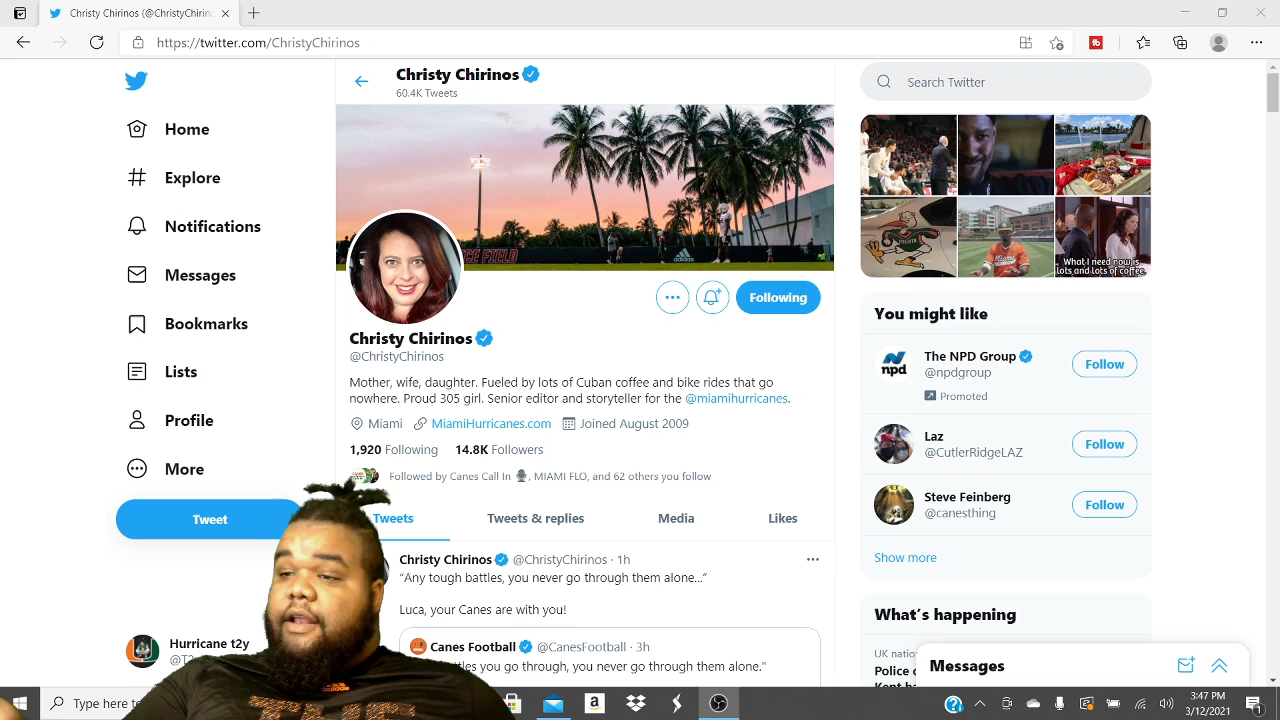 Christy Chirinos (@ChristyChirin
https://twitter.com/ChristyChirinos
Home
Explore
Notifications
Messages
Bookmarks
Lists
Profile
More
Tweet
Hurricane t2y
Christy Chirinos
60.4K Tweets
CE FIELD
adidas
Following
Christy Chirinos
@ChristyChirinos
Mother, wife, daughter. Fueled by lots of Cuban coffee and bike rides that go
nowhere. Proud 305 girl. Senior editor and storyteller for the @miamihurricanes.
Miami MiamiHurricanes.com Joined August 2009
1,920 Following 14.8K Followers
Followed by Canes Call In, MIAMI FLO, and 62 others you follow
Tweets Tweets & replies Media Likes
Christy Chirinos @ChristyChirinos · 1h
“Any tough battles, you never go through them alone...”
Luca, your Canes are with you!
Canes Football @CanesFootball · 3h
you go through, you never go through them alone."
Search Twitter
Miami
What I need now is
lots and lots of coffee.
You might like
npd
The NPD Group
@npdgroup
Promoted
Follow
Laz
@CutlerRidgeLAZ
Follow
Steve Feinberg
@canesthing
Follow
Show more
What’s happening
Police
Messages
Type here to
3:47 PM
3/12/2021